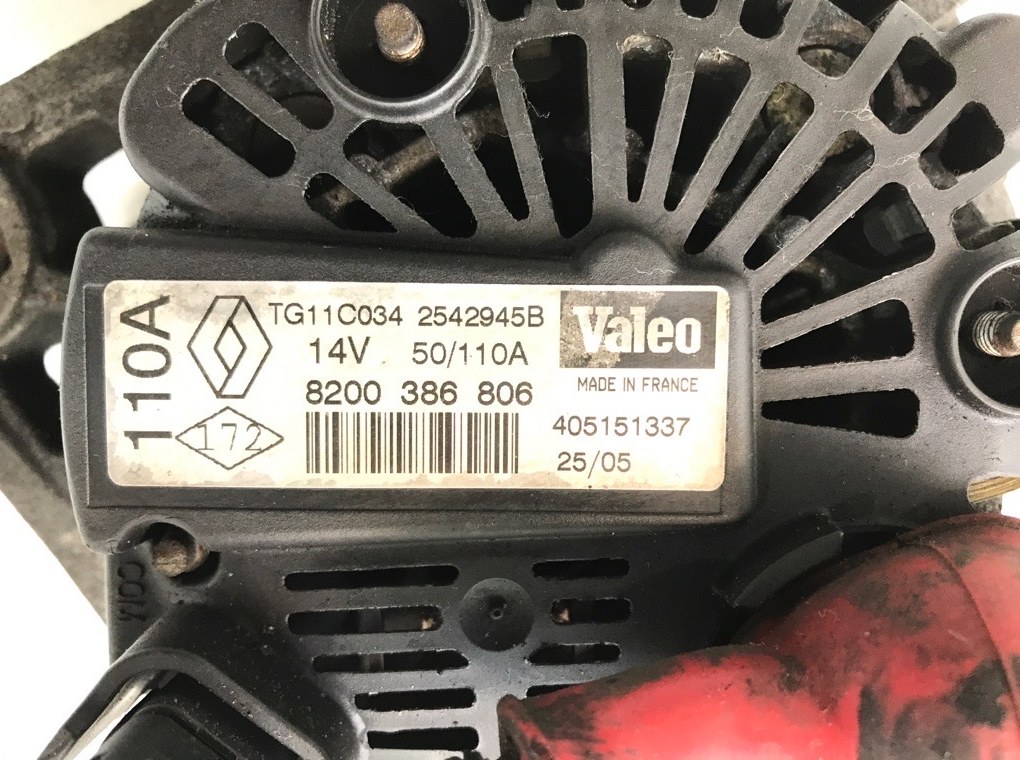 110A
TG11C034 2542945B
14V 50/110A
8200 386 806
172
Valeo
MADE IN FRANCE
405151337
25/05